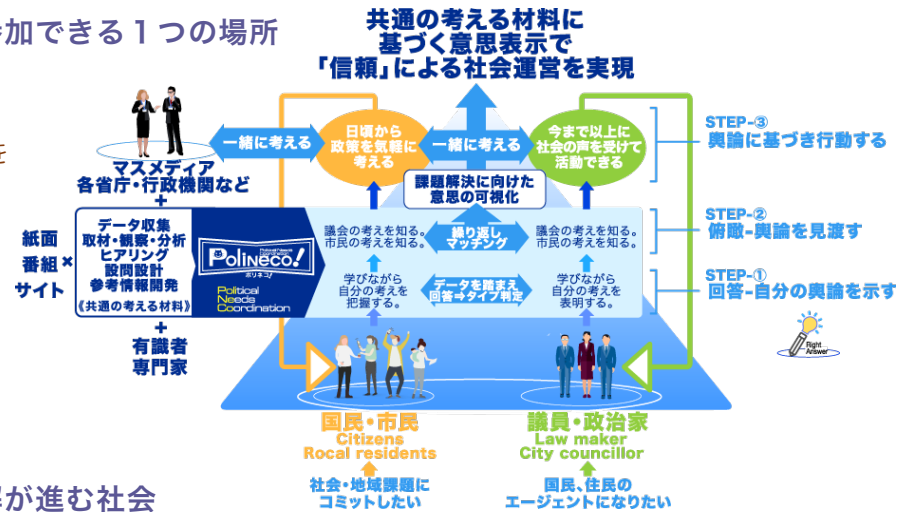 参加できる１つの場所
共通の考える材料に
基づく意思表示で
「信頼」による社会運営を実現
を
マスメディア
各省庁・行政機関など
+
一緒に考える
日頃から
政策を気軽に
考える
一緒に考える
今まで以上に
社会の声を受けて
活動できる
STEP-③
輿論に基づき行動する
課題解決に向けた
意思の可視化
紙面
番組×
サイト
データ収集
取材・観察・分析
ヒアリング
設問設計
参考情報開発
《共通の考える材料》
Political Needs
Coordination
PoliNeco!
ポリネコ!
Political
Needs
Coordination
議会の考えを知る。
市民の考えを知る。
繰り返し
マッチング
議会の考えを知る。
市民の考えを知る。
STEP-②
俯瞰-輿論を見渡す
学びながら
自分の考えを
把握する。
データを踏まえ
回答⇒タイプ判定
学びながら
自分の考えを
表明する。
STEP-①
回答-自分の輿論を示す
Right
Answer
+
有識者
専門家
国民・市民
Citizens
Rocal residents
議員・政治家
Law maker
City councillor
社会・地域課題に
コミットしたい
国民、住民の
エージェントになりたい
が進む社会